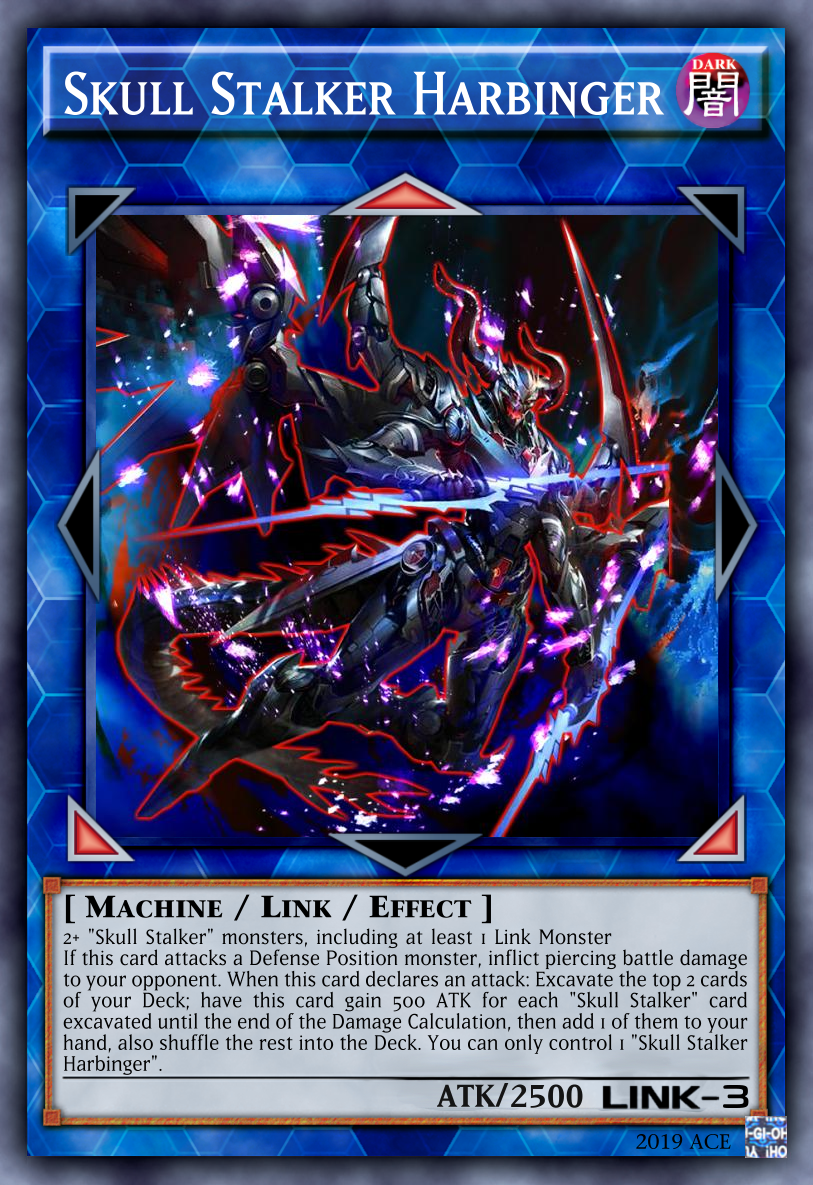 Skull Stalker Harbinger
DARK
闇
[ Machine / Link / Effect ]
2+ "Skull Stalker" monsters, including at least 1 Link Monster
If this card attacks a Defense Position monster, inflict piercing battle damage
to your opponent. When this card declares an attack: Excavate the top 2 cards
of your Deck; have this card gain 500 ATK for each "Skull Stalker" card
excavated until the end of the Damage Calculation, then add 1 of them to your
hand, also shuffle the rest into the Deck. You can only control 1 "Skull Stalker
Harbinger".
ATK/2500 LINK-3
2019 ACE